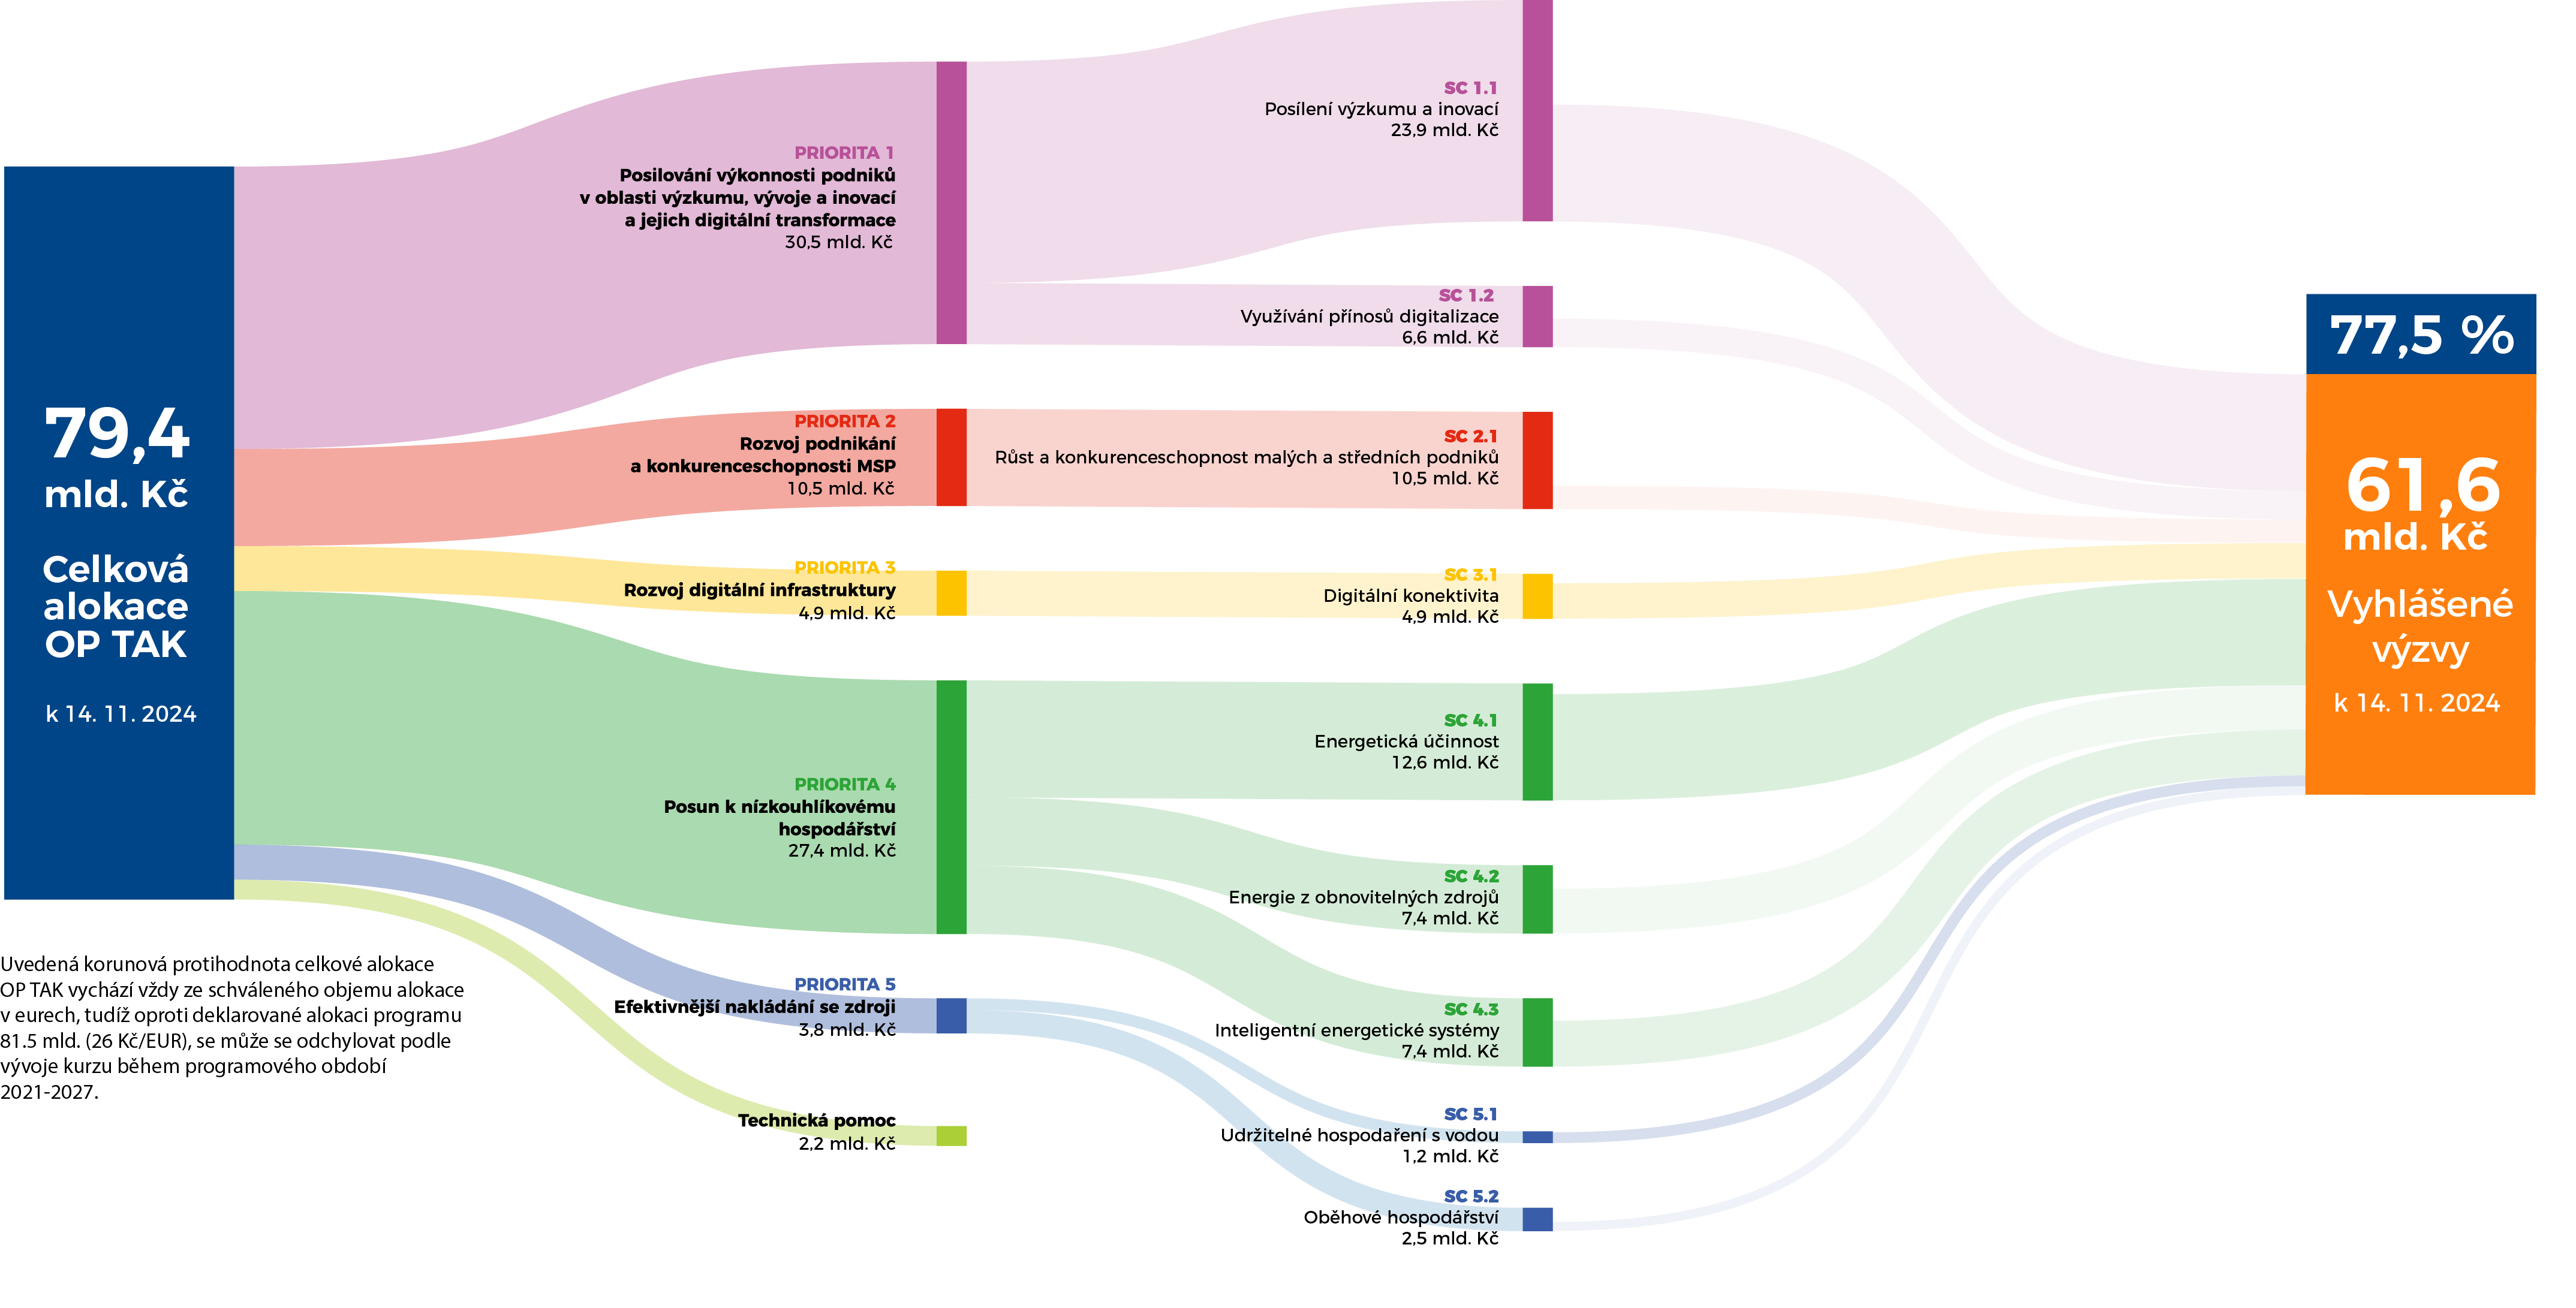 79,4
mld. Kč
Celková
alokace
OP TAK
k 14. 11. 2024
Uvedená korunová protihodnota celkové alokace
OP TAK vychází vždy ze schváleného objemu alokace
v eurech, tudíž oproti deklarované alokaci programu
81.5 mld. (26 Kč/EUR), se může se odchylovat podle
vývoje kurzu během programového období
2021-2027.
PRIORITA 1
Posilování výkonnosti podniků
v oblasti výzkumu, vývoje a inovací
a jejich digitální transformace
30,5 mld. Kč
PRIORITA 2
Rozvoj podnikání
a konkurenceschopnosti MSP
10,5 mld. Kč
PRIORITA 3
Rozvoj digitální infrastruktury
4,9 mld. Kč
PRIORITA 4
Posun k nízkouhlíkovému
hospodářství
27,4 mld. Kč
PRIORITA 5
Efektivnější nakládání se zdroji
3,8 mld. Kč
Technická pomoc
2,2 mld. Kč
SC 1.1
Posílení výzkumu a inovací
23,9 mld. Kč
SC 1.2
Využívání přínosů digitalizace
6,6 mld. Kč
SC 2.1
Růst a konkurenceschopnost malých a středních podniků
10,5 mld. Kč
SC 3.1
Digitální konektivita
4,9 mld. Kč
SC 4.1
Energetická účinnost
12,6 mld. Kč
SC 4.2
Energie z obnovitelných zdrojů
7,4 mld. Kč
SC 4.3
Inteligentní energetické systémy
7,4 mld. Kč
SC 5.1
Udržitelné hospodaření s vodou
1,2 mld. Kč
SC 5.2
Oběhové hospodářství
2,5 mld. Kč
77,5 %
61,6
mld. Kč
Vyhlášené
výzvy
k 14. 11. 2024